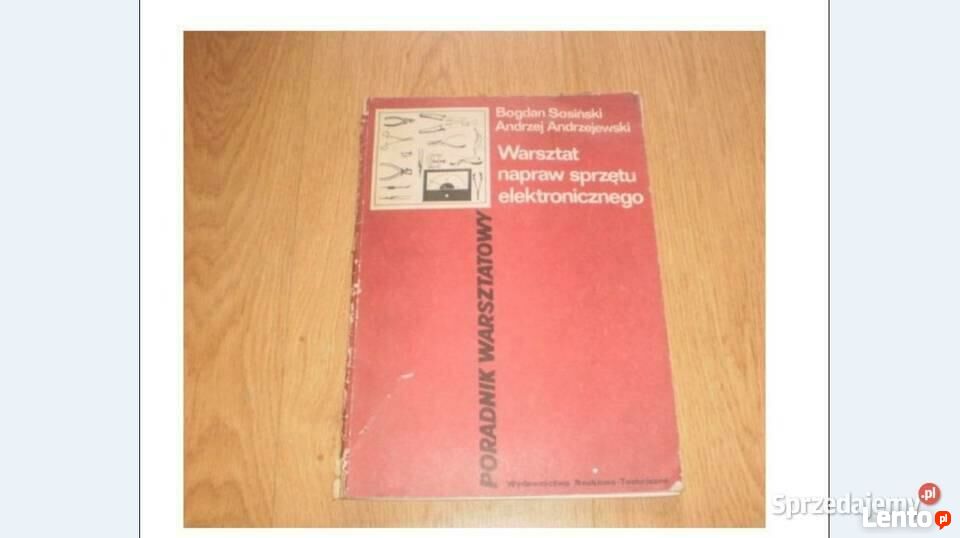 Bogdan Sosiński
Andrzej Andrzejewski
Warsztat
napraw sprzętu
elektronicznego
PORADNIK WARSZTATOWY
Wydawnictwa Naukowo-Techniczne
Sprzedajemy.pl
Lento.pl